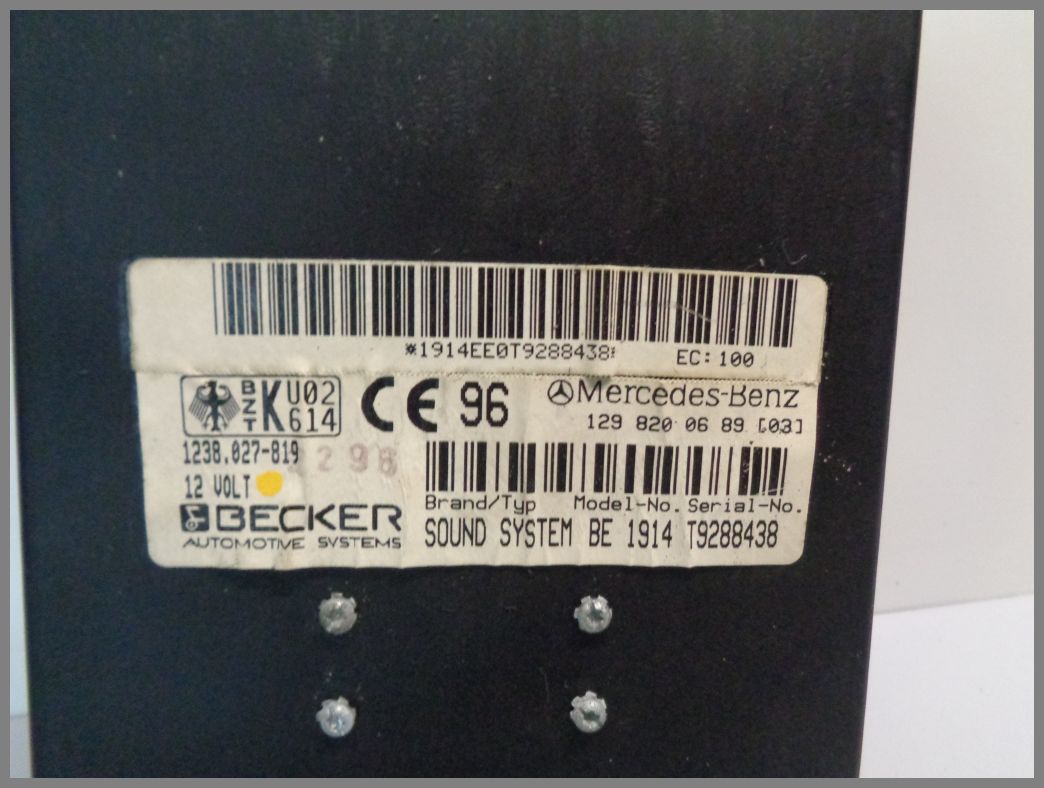 *1914EE0T9288438* EC:100
BZT K U02 614
CE 96
Mercedes-Benz
129 820 06 89 [03]
1238.027-819
12 VOLT
BECKER
AUTOMOTIVE SYSTEMS
Brand/Typ Model-No. Serial-No.
SOUND SYSTEM BE 1914 T9288438